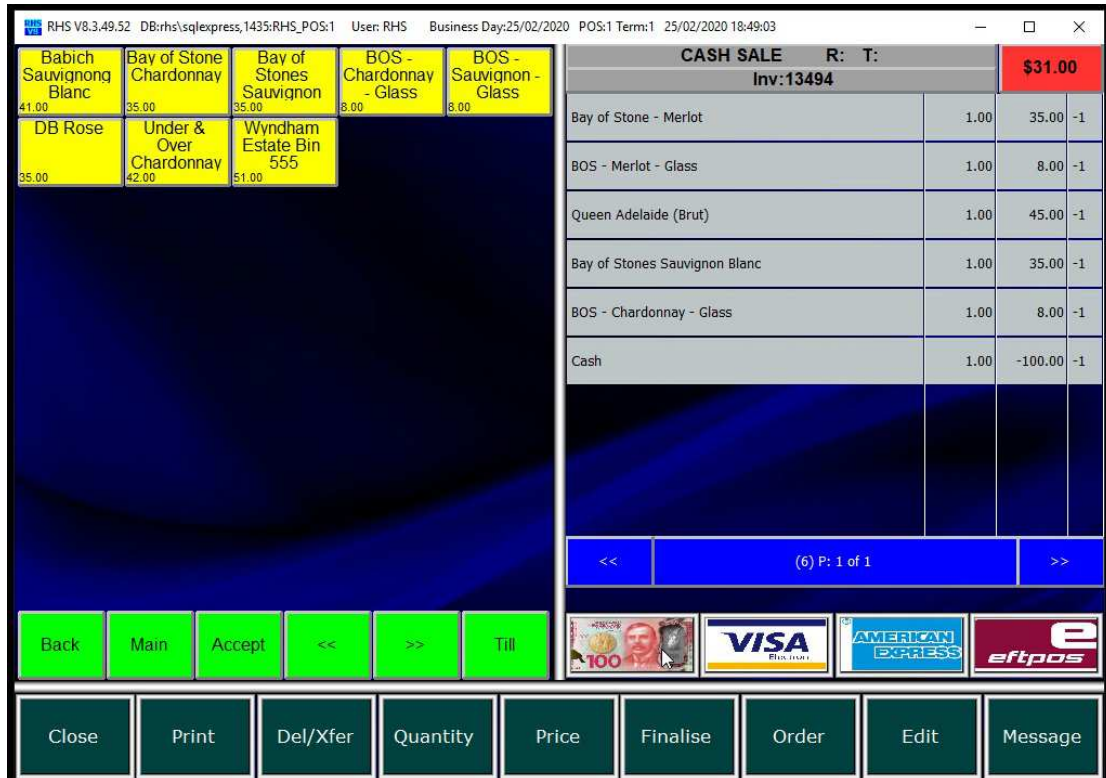 RHS V8
RHS V8.3.49.52 DB:rhs\sqlexpress,1435:RHS_POS:1 User: RHS Business Day:25/02/2020 POS:1 Term:1 25/02/2020 18:49:03
Babich
Sauvignong
Blanc
41.00
Bay of Stone
Chardonnay
35.00
Bay of
Stones
Sauvignon
35.00
BOS -
Chardonnay
- Glass
8.00
BOS -
Sauvignon -
Glass
8.00
DB Rose
35.00
Under &
Over
Chardonnay
42.00
Wyndham
Estate Bin
555
51.00
CASH SALE R: T:
Inv:13494
$31.00
Bay of Stone - Merlot 1.00 35.00 -1
BOS - Merlot - Glass 1.00 8.00 -1
Queen Adelaide (Brut) 1.00 45.00 -1
Bay of Stones Sauvignon Blanc 1.00 35.00 -1
BOS - Chardonnay - Glass 1.00 8.00 -1
Cash 1.00 -100.00 -1
<< (6) P: 1 of 1 >>
Back Main Accept << >> Till
100
VISA
Electron
AMERICAN
EXPRESS
e
eftpos
Close Print Del/Xfer Quantity Price Finalise Order Edit Message